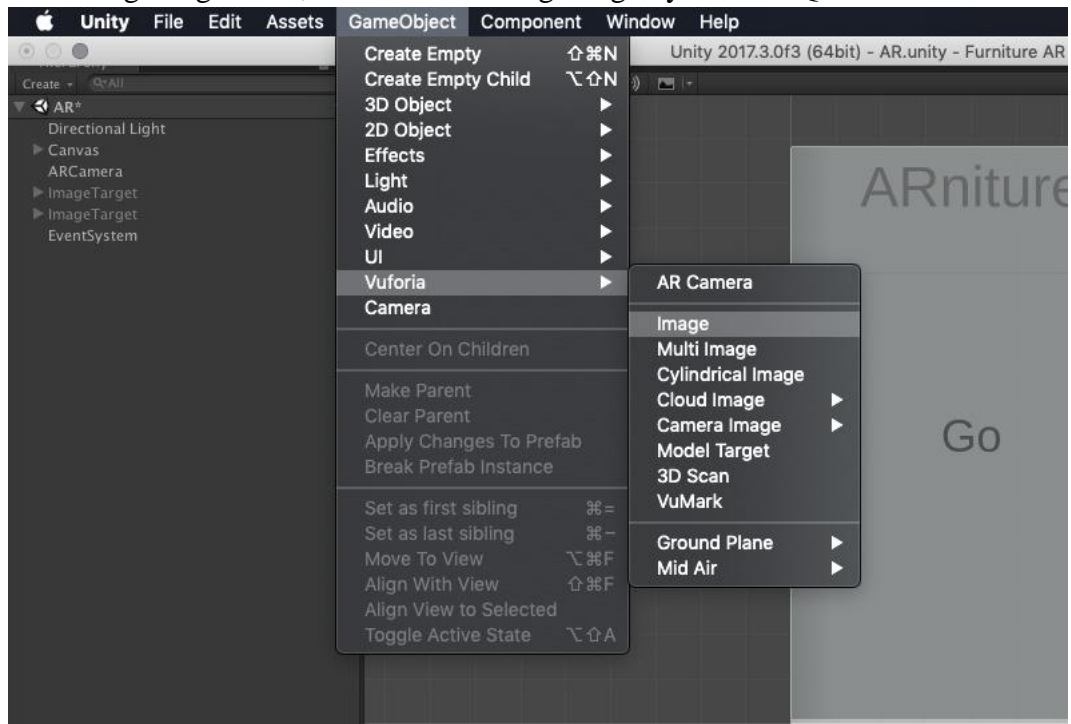 Unity File Edit Assets GameObject Component Window Help
Unity 2017.3.0f3 (64bit) - AR.unity - Furniture AR
Create
All
AR*
Directional Light
Canvas
ARCamera
ImageTarget
ImageTarget
EventSystem
Create Empty ⇧⌘N
Create Empty Child ⌥⇧N
3D Object
2D Object
Effects
Light
Audio
Video
UI
Vuforia
Camera
Center On Children
Make Parent
Clear Parent
Apply Changes To Prefab
Break Prefab Instance
Set as first sibling ⌘=
Set as last sibling ⌘–
Move To View ⌥⌘F
Align With View ⇧⌘F
Align View to Selected
Toggle Active State ⌥⇧A
AR Camera
Image
Multi Image
Cylindrical Image
Cloud Image
Camera Image
Model Target
3D Scan
VuMark
Ground Plane
Mid Air
ARniture
Go